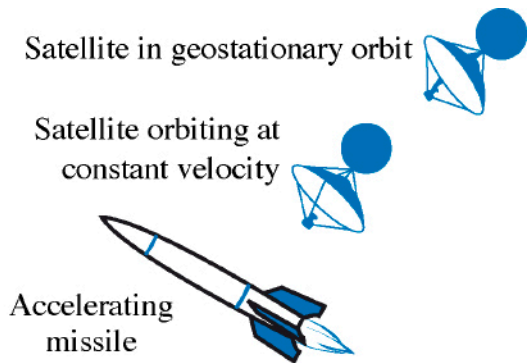 Satellite in geostationary orbit
Satellite orbiting at
constant velocity
Accelerating
missile